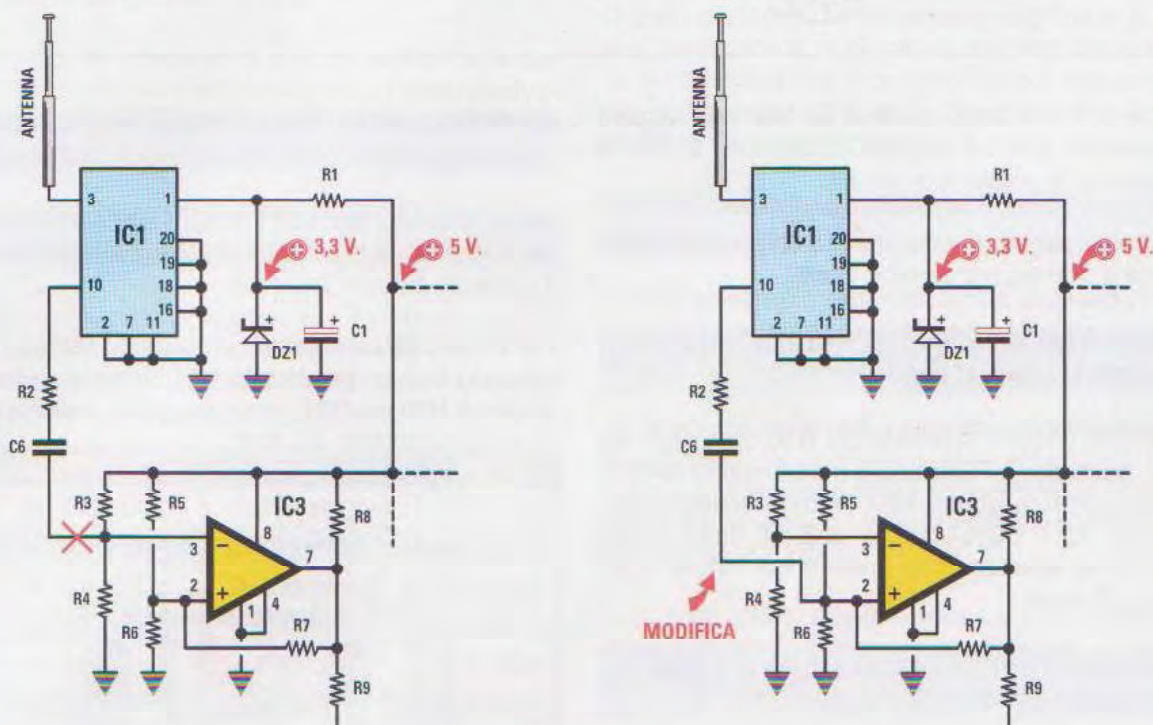 ANTENNA
R1
3
1
IC1
20
3,3 V.
5 V.
19
10
18
16
2
7
11
DZ1
C1
R2
C6
R3
R5
IC3
R8
8
3
7
2
R4
1
4
R6
R7
R9
ANTENNA
R1
3
1
IC1
20
3,3 V.
5 V.
19
10
18
16
2
7
11
DZ1
C1
R2
C6
R3
R5
IC3
R8
8
3
7
2
R4
1
4
MODIFICA
R6
R7
R9